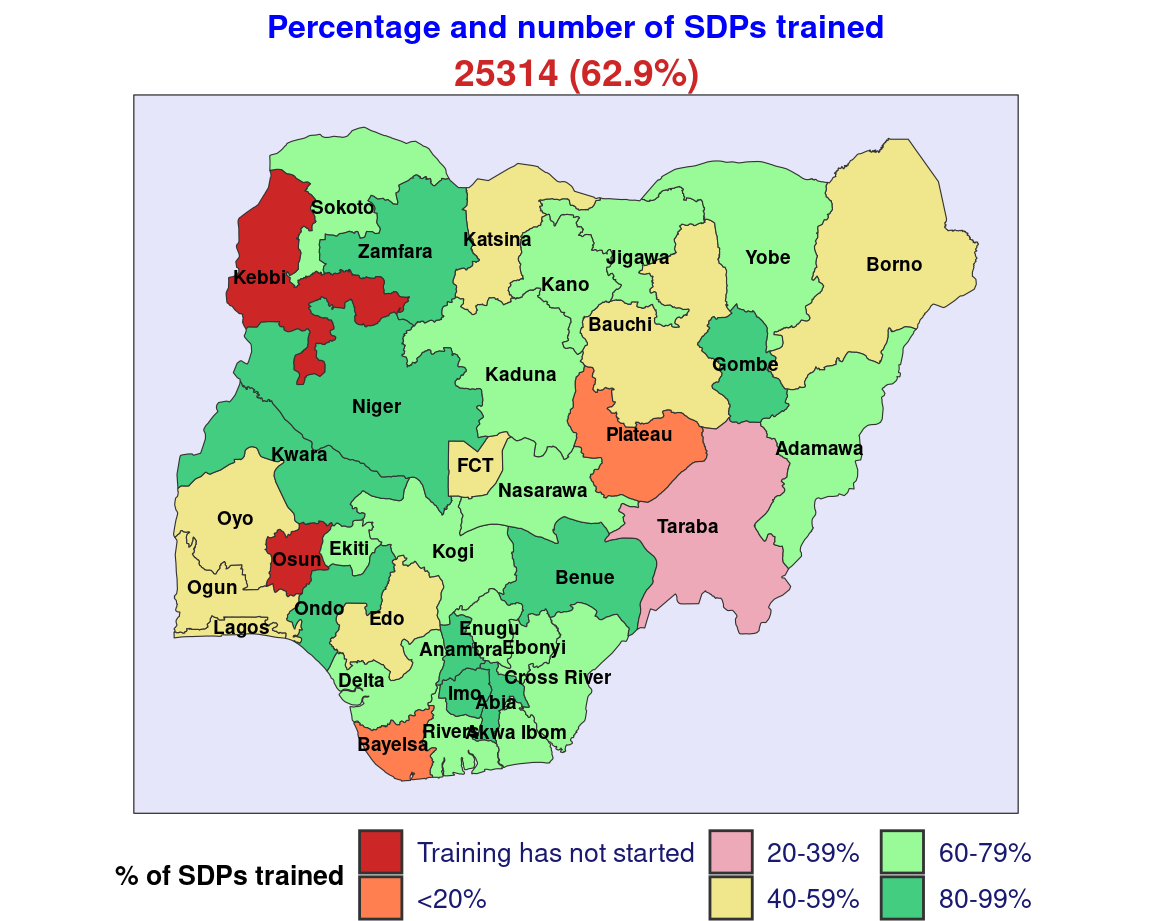 Percentage and number of SDPs trained
25314 (62.9%)
Sokoto
Zamfara
Katsina
Kebbi
Kano
Jigawa
Yobe
Borno
Bauchi
Gombe
Kaduna
Niger
Plateau
Adamawa
Kwara
FCT
Nasarawa
Oyo
Taraba
Osun
Ekiti
Kogi
Benue
Ogun
Ondo
Edo
Lagos
Enugu
Anambra
Ebonyi
Delta
Cross River
Imo
Abia
Rivers
Akwa Ibom
Bayelsa
% of SDPs trained
Training has not started
<20%
20-39%
40-59%
60-79%
80-99%